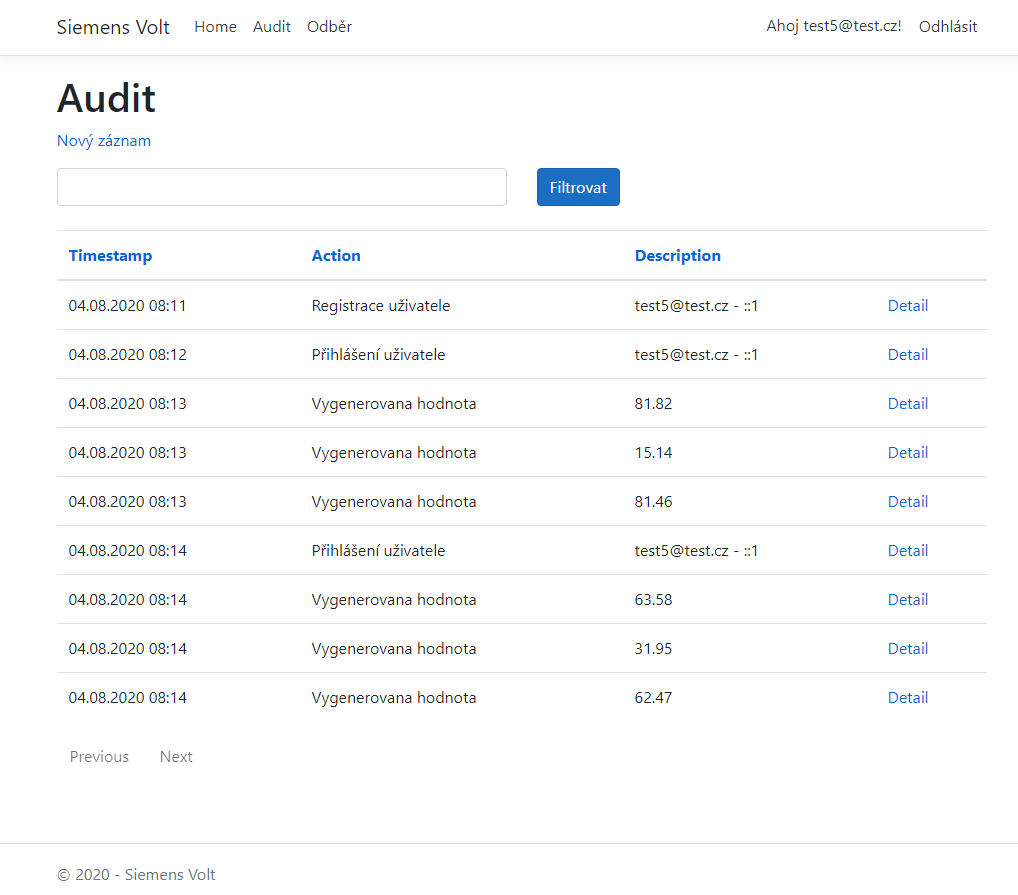 Siemens Volt Home Audit Odběr Ahoj test5@test.cz! Odhlásit
Audit
Nový záznam
Filtrovat
Timestamp Action Description
04.08.2020 08:11 Registrace uživatele test5@test.cz - ::1 Detail
04.08.2020 08:12 Přihlášení uživatele test5@test.cz - ::1 Detail
04.08.2020 08:13 Vygenerovana hodnota 81.82 Detail
04.08.2020 08:13 Vygenerovana hodnota 15.14 Detail
04.08.2020 08:13 Vygenerovana hodnota 81.46 Detail
04.08.2020 08:14 Přihlášení uživatele test5@test.cz - ::1 Detail
04.08.2020 08:14 Vygenerovana hodnota 63.58 Detail
04.08.2020 08:14 Vygenerovana hodnota 31.95 Detail
04.08.2020 08:14 Vygenerovana hodnota 62.47 Detail
Previous Next
© 2020 - Siemens Volt